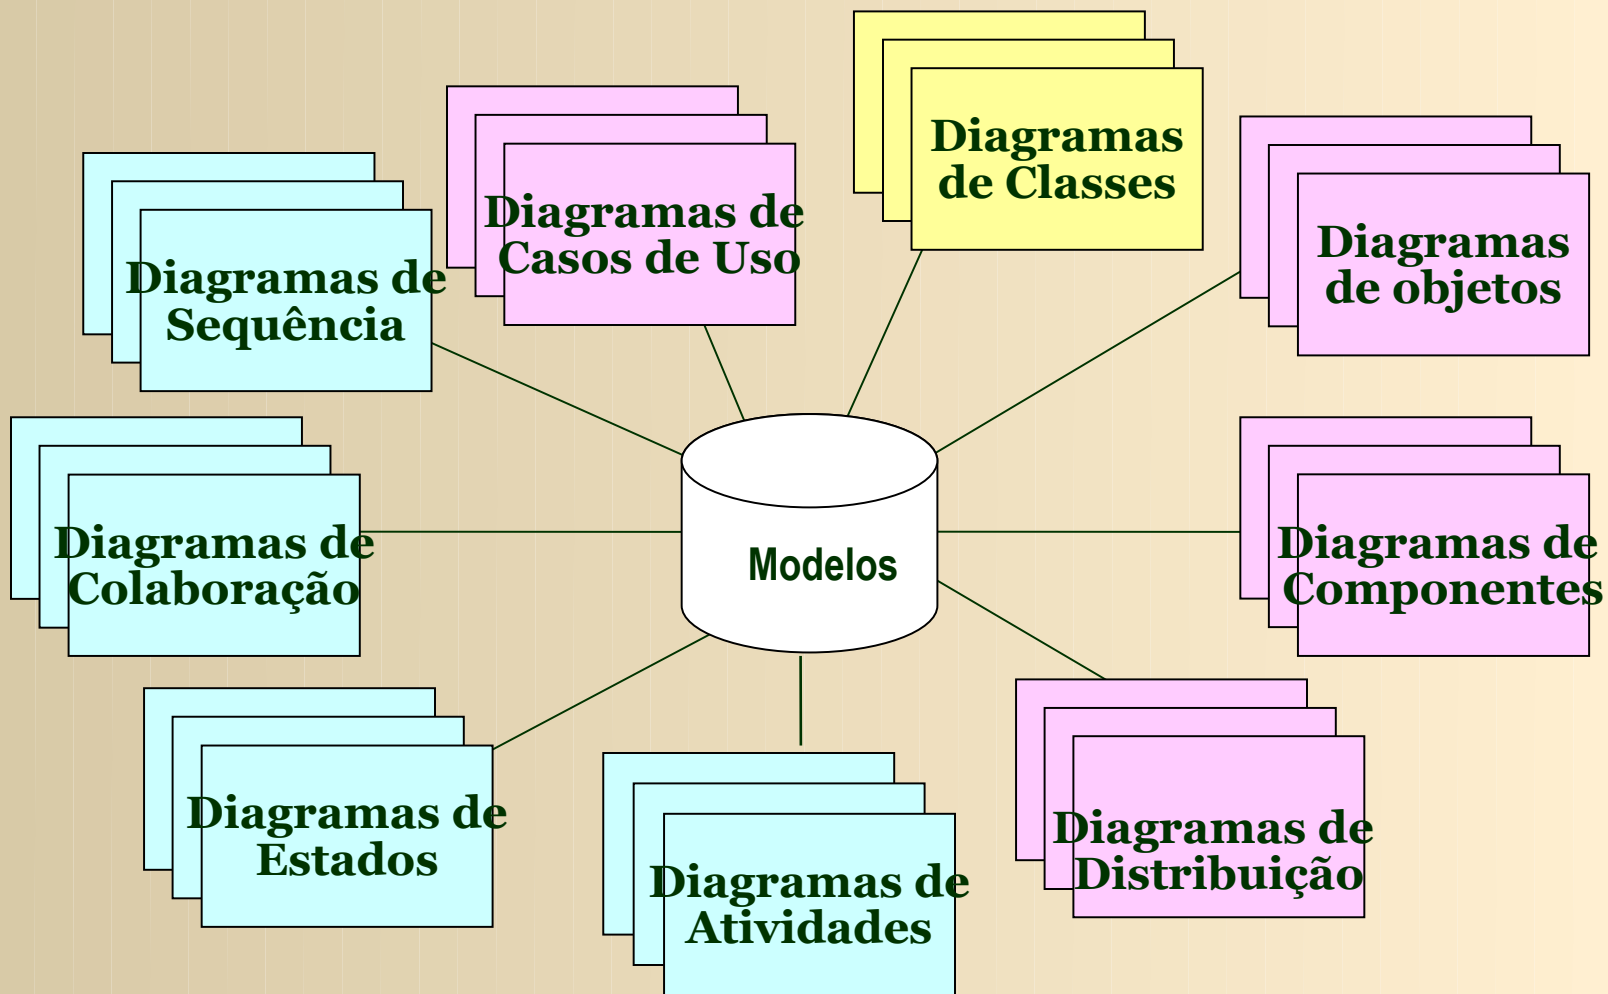 Diagramas
de Classes
Diagramas de
Casos de Uso
Diagramas
de objetos
Diagramas de
Sequência
Diagramas de
Colaboração
Modelos
Diagramas de
Componentes
Diagramas de
Estados
Diagramas de
Atividades
Diagramas de
Distribuição